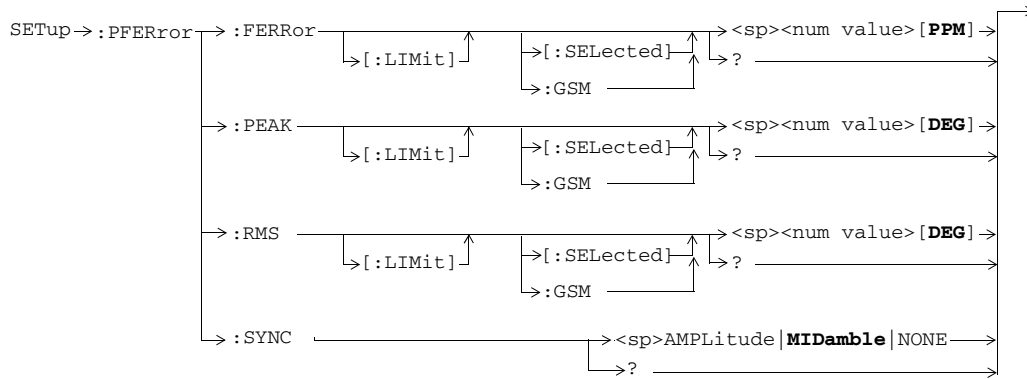 SETup :PFERror :FERRor <sp><num value>[PPM]
[:LIMit] [:SELected] ?
:GSM
:PEAK <sp><num value>[DEG]
[:LIMit] [:SELected] ?
:GSM
:RMS <sp><num value>[DEG]
[:LIMit] [:SELected] ?
:GSM
:SYNC <sp>AMPLitude|MIDamble|NONE
?